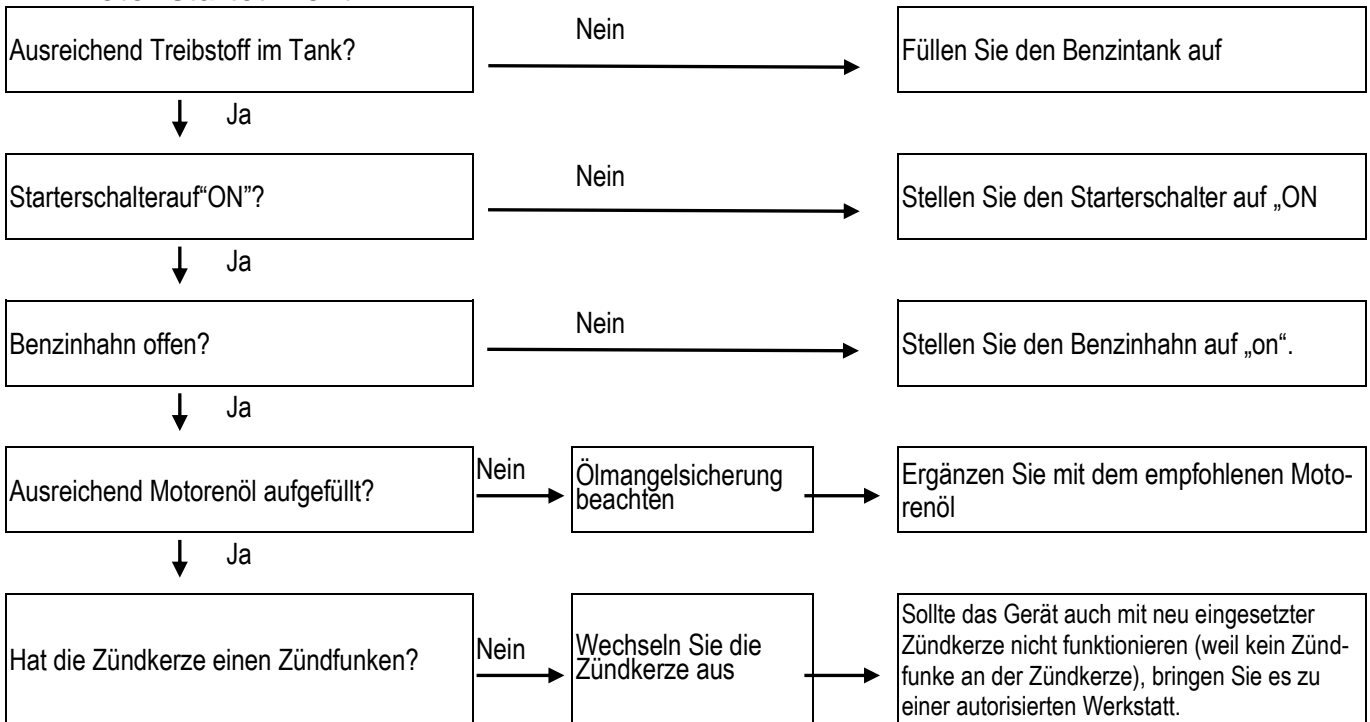 Ausreichend Treibstoff im Tank?
Nein
Füllen Sie den Benzintank auf
Ja
Starterschalterauf“ON”?
Nein
Stellen Sie den Starterschalter auf „ON
Ja
Benzinhahn offen?
Nein
Stellen Sie den Benzinhahn auf „on“.
Ja
Ausreichend Motorenöl aufgefüllt?
Nein
Ölmangelsicherung
beachten
Ergänzen Sie mit dem empfohlenen Moto-
renöl
Ja
Hat die Zündkerze einen Zündfunken?
Nein
Wechseln Sie die
Zündkerze aus
Sollte das Gerät auch mit neu eingesetzter
Zündkerze nicht funktionieren (weil kein Zünd-
funke an der Zündkerze), bringen Sie es zu
einer autorisierten Werkstatt.